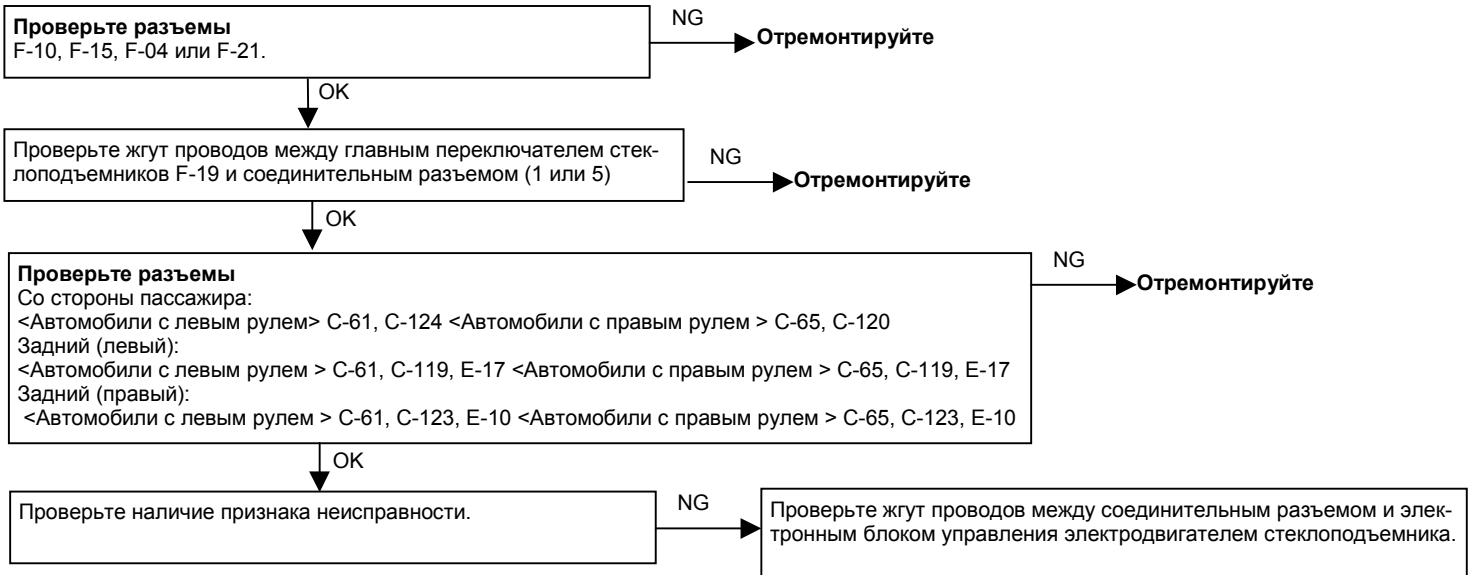 Проверьте разъемы
F-10, F-15, F-04 или F-21.
NG
Отремонтируйте
OK
Проверьте жгут проводов между главным переключателем стек-
лоподъемников F-19 и соединительным разъемом (1 или 5)
NG
Отремонтируйте
OK
Проверьте разъемы
Со стороны пассажира:
<Автомобили с левым рулем> C-61, C-124 <Автомобили с правым рулем > C-65, C-120
Задний (левый):
<Автомобили с левым рулем > C-61, C-119, E-17 <Автомобили с правым рулем > C-65, C-119, E-17
Задний (правый):
<Автомобили с левым рулем > C-61, C-123, E-10 <Автомобили с правым рулем > C-65, C-123, E-10
NG
Отремонтируйте
OK
Проверьте наличие признака неисправности.
NG
Проверьте жгут проводов между соединительным разъемом и элек-
тронным блоком управления электродвигателем стеклоподъемника.